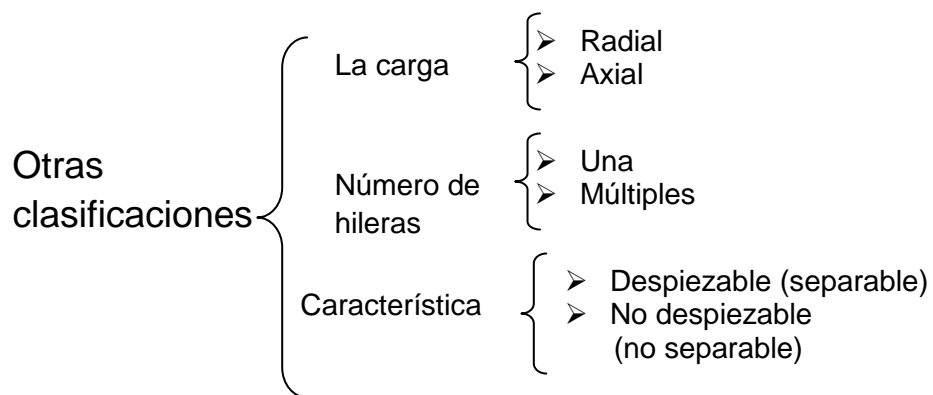 Otras
clasificaciones
La carga
➢ Radial
➢ Axial
Número de
hileras
➢ Una
➢ Múltiples
Característica
➢ Despiezable (separable)
➢ No despiezable
(no separable)